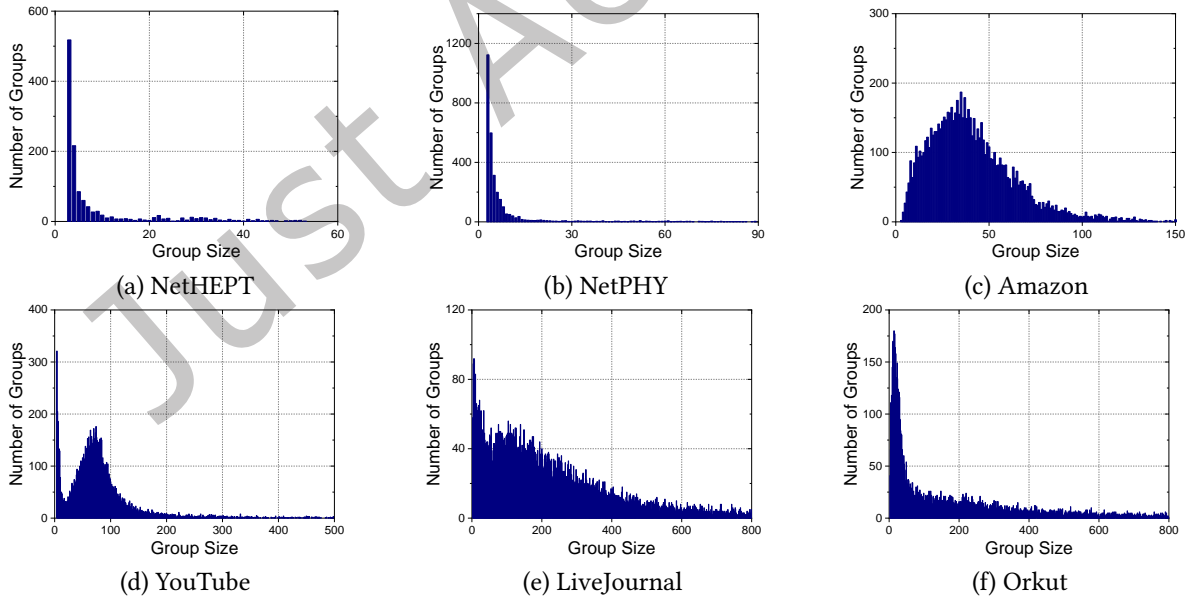 600
400
200
0
0
20
40
60
Number of Groups
Group Size
(a) NetHEPT
1200
800
400
0
0
30
60
90
Number of Groups
Group Size
(b) NetPHY
300
200
100
0
0
50
100
150
Number of Groups
Group Size
(c) Amazon
400
300
200
100
0
0
100
200
300
400
500
Number of Groups
Group Size
(d) YouTube
120
80
40
0
0
200
400
600
800
Number of Groups
Group Size
(e) LiveJournal
200
150
100
50
0
0
200
400
600
800
Number of Groups
Group Size
(f) Orkut
Just A